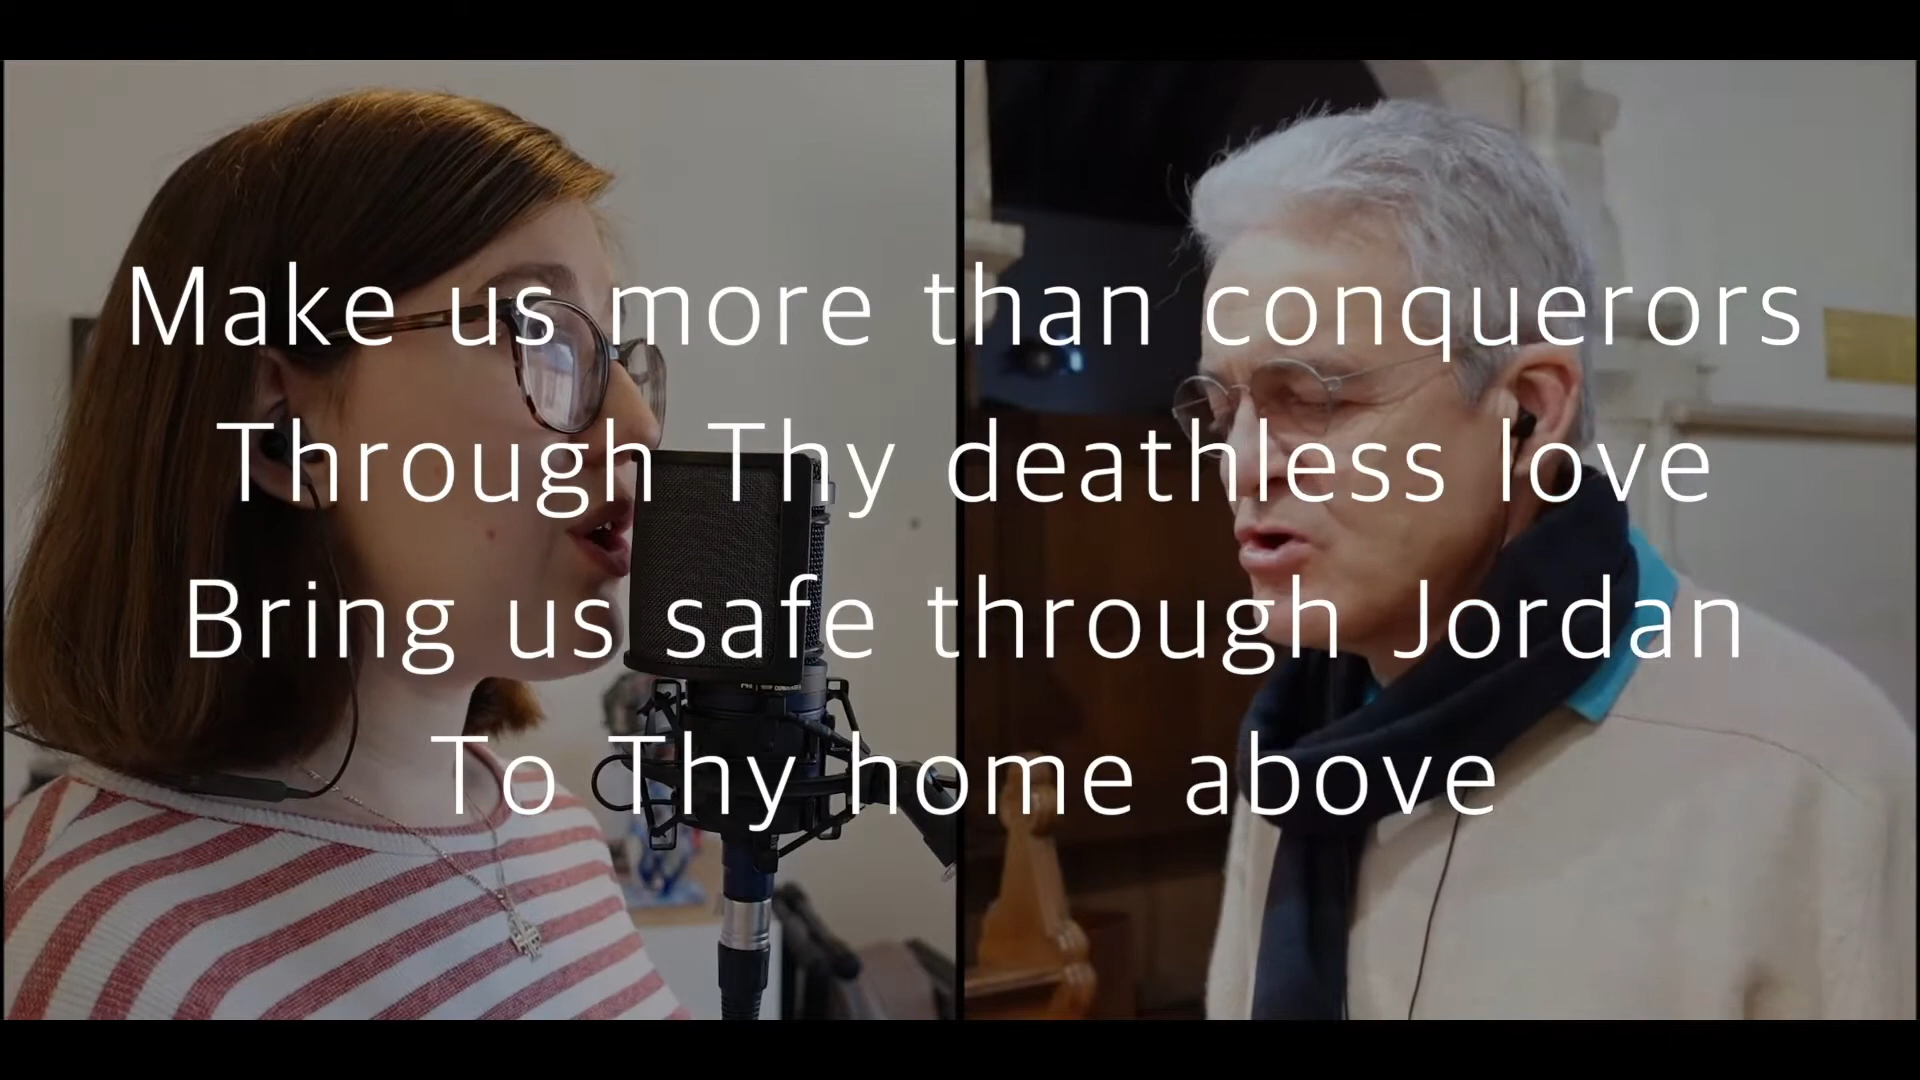 Make us more than conquerors
Through Thy deathless love
Bring us safe through Jordan
To Thy home above